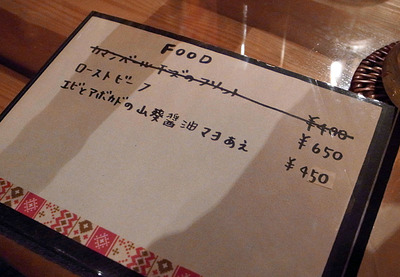 FOOD
カマンベールチーズのフリット ¥400
ローストビーフ ¥650
エビとアボカドの山葵醤油マヨあえ ¥450